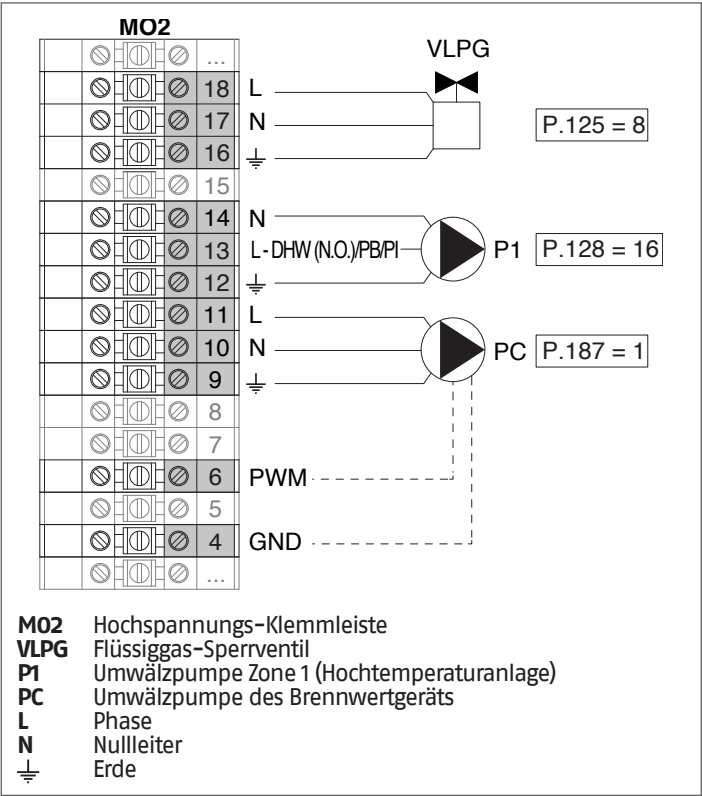 MO2
VLPG
...
18 L
17 N
P.125 = 8
16
15
14 N
13 L - DHW (N.O.)/PB/PI P1 P.128 = 16
12
11 L
10 N PC P.187 = 1
9
8
7
6 PWM
5
4 GND
...
MO2 Hochspannungs-Klemmleiste
VLPG Flüssiggas-Sperrventil
P1 Umwälzpumpe Zone 1 (Hochtemperaturanlage)
PC Umwälzpumpe des Brennwertgeräts
L Phase
N Nullleiter
Erde